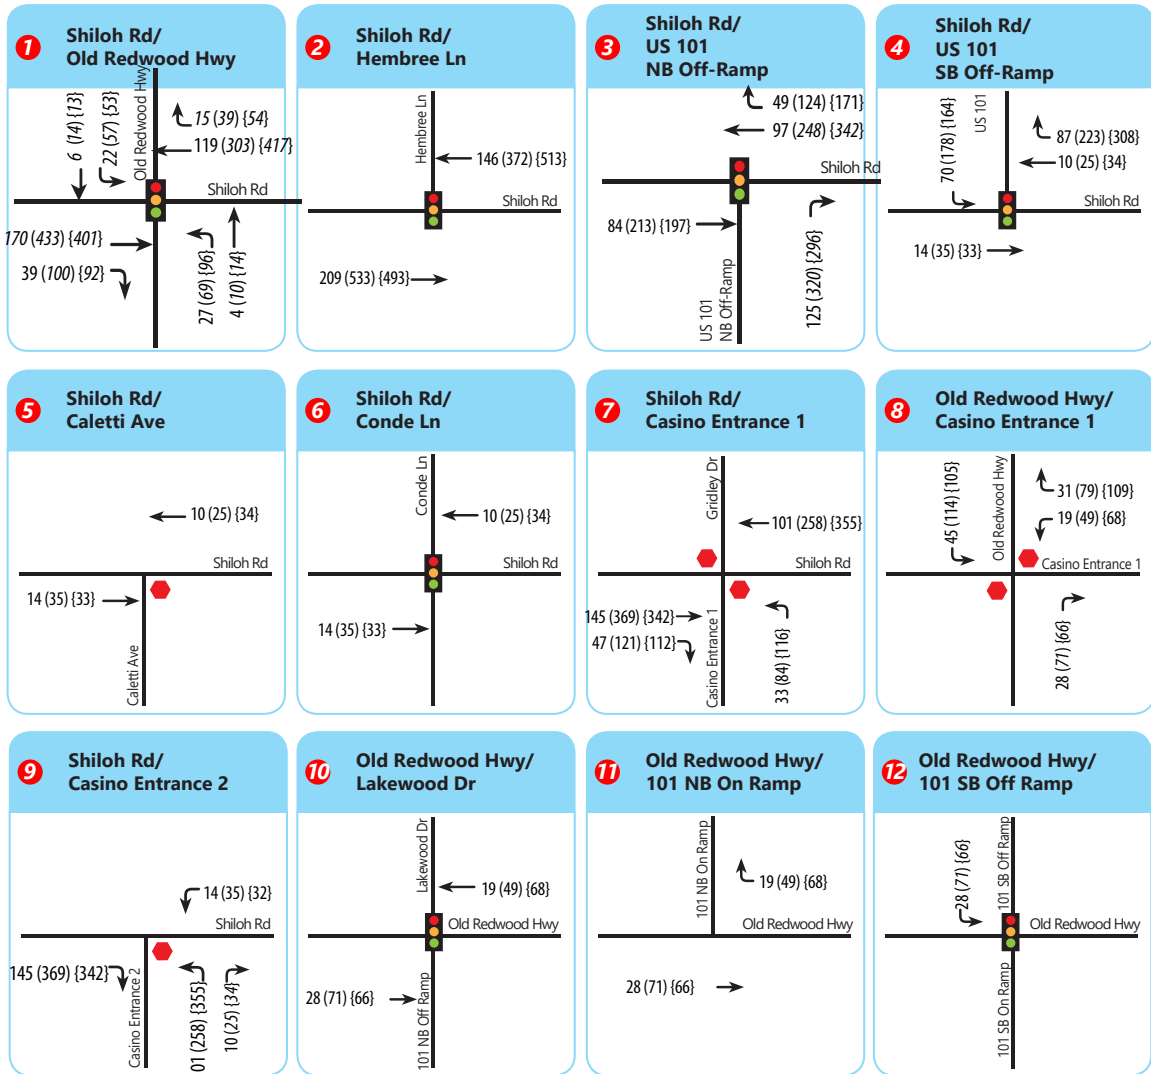 1
Shiloh Rd/
Old Redwood Hwy
6 (14) {13}
22 (57) {53}
Old Redwood Hwy
15 (39) {54}
119 (303) {417}
Shiloh Rd
170 (433) {401}
39 (100) {92}
27 (69) {96}
4 (10) {14}
2
Shiloh Rd/
Hembree Ln
Hembree Ln
146 (372) {513}
Shiloh Rd
209 (533) {493}
3
Shiloh Rd/
US 101
NB Off-Ramp
49 (124) {171}
97 (248) {342}
Shiloh Rd
84 (213) {197}
US 101
NB Off-Ramp
125 (320) {296}
4
Shiloh Rd/
US 101
SB Off-Ramp
70 (178) {164}
US 101
87 (223) {308}
10 (25) {34}
Shiloh Rd
14 (35) {33}
5
Shiloh Rd/
Caletti Ave
10 (25) {34}
Shiloh Rd
14 (35) {33}
Caletti Ave
6
Shiloh Rd/
Conde Ln
Conde Ln
10 (25) {34}
Shiloh Rd
14 (35) {33}
7
Shiloh Rd/
Casino Entrance 1
Gridley Dr
101 (258) {355}
Shiloh Rd
145 (369) {342}
47 (121) {112}
Casino Entrance 1
33 (84) {116}
8
Old Redwood Hwy/
Casino Entrance 1
45 (114) {105}
Old Redwood Hwy
31 (79) {109}
19 (49) {68}
Casino Entrance 1
28 (71) {66}
9
Shiloh Rd/
Casino Entrance 2
14 (35) {32}
Shiloh Rd
145 (369) {342}
Casino Entrance 2
01 (258) {355}
10 (25) {34}
10
Old Redwood Hwy/
Lakewood Dr
Lakewood Dr
19 (49) {68}
Old Redwood Hwy
28 (71) {66}
101 NB Off Ramp
11
Old Redwood Hwy/
101 NB On Ramp
101 NB On Ramp
19 (49) {68}
Old Redwood Hwy
28 (71) {66}
12
Old Redwood Hwy/
101 SB Off Ramp
28 (71) {66}
101 SB Off Ramp
Old Redwood Hwy
101 SB On Ramp